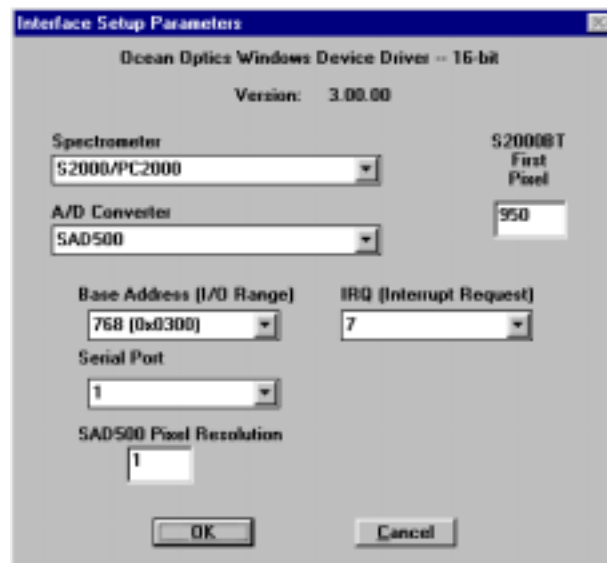 Interface Setup Parameters
Ocean Optics Windows Device Driver -- 16-bit
Version: 3.00.00
Spectrometer
S2000/PC2000
S2000BT
First
Pixel
950
A/D Converter
SAD500
Base Address (I/O Range)
768 (0x0300)
IRQ (Interrupt Request)
7
Serial Port
1
SAD500 Pixel Resolution
1
OK
Cancel